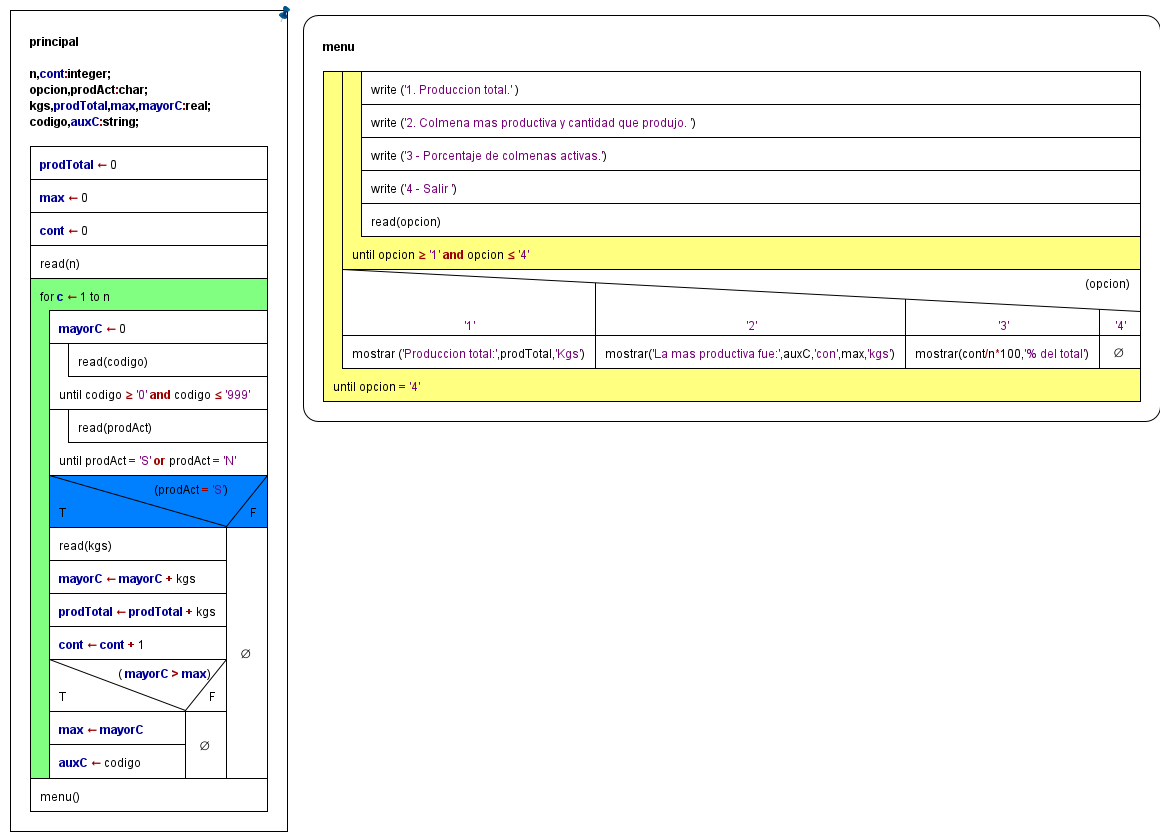 principal
n,cont:integer;
opcion,prodAct:char;
kgs,prodTotal,max,mayorC:real;
codigo,auxC:string;
prodTotal ← 0
max ← 0
cont ← 0
read(n)
for c ← 1 to n
mayorC ← 0
read(codigo)
until codigo ≥ '0' and codigo ≤ '999'
read(prodAct)
until prodAct = 'S' or prodAct = 'N'
(prodAct = 'S')
T F
read(kgs)
mayorC ← mayorC + kgs
prodTotal ← prodTotal + kgs
cont ← cont + 1
∅
( mayorC > max)
T F
max ← mayorC
∅
auxC ← codigo
menu()
menu
write ('1. Produccion total.' )
write ('2. Colmena mas productiva y cantidad que produjo. ')
write ('3 - Porcentaje de colmenas activas.')
write ('4 - Salir ')
read(opcion)
until opcion ≥ '1' and opcion ≤ '4'
(opcion)
'1' '2' '3' '4'
mostrar ('Produccion total:',prodTotal,'Kgs') mostrar('La mas productiva fue:',auxC,'con',max,'kgs') mostrar(cont/n*100,'% del total') ∅
until opcion = '4'